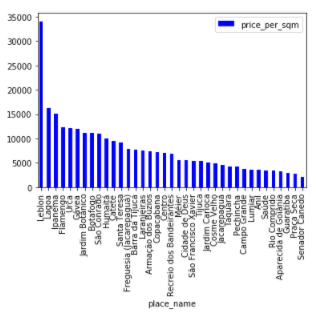 35000
30000
25000
20000
15000
10000
5000
0
price_per_sqm
Leblon
Lagoa
Ipanema
Flamengo
Urca
Gávea
Jardim Botânico
Botafogo
São Conrado
Humaitá
Catete
Santa Teresa
Freguesia (Jacarepaguá)
Barra da Tijuca
Laranjeiras
Armação dos Búzios
Copacabana
Centro
Recreio dos Bandeirantes
Méier
Cidade de Deus
São Francisco Xavier
Tijuca
Jardim Carioca
Cosme Velho
Jacarepagua
Taquara
Pechincha
Campo Grande
Lumiar
Anil
Saúde
Rio Comprido
Aparecida de Goiânia
Guaratiba
Praça Seca
Senador Canedo
place_name